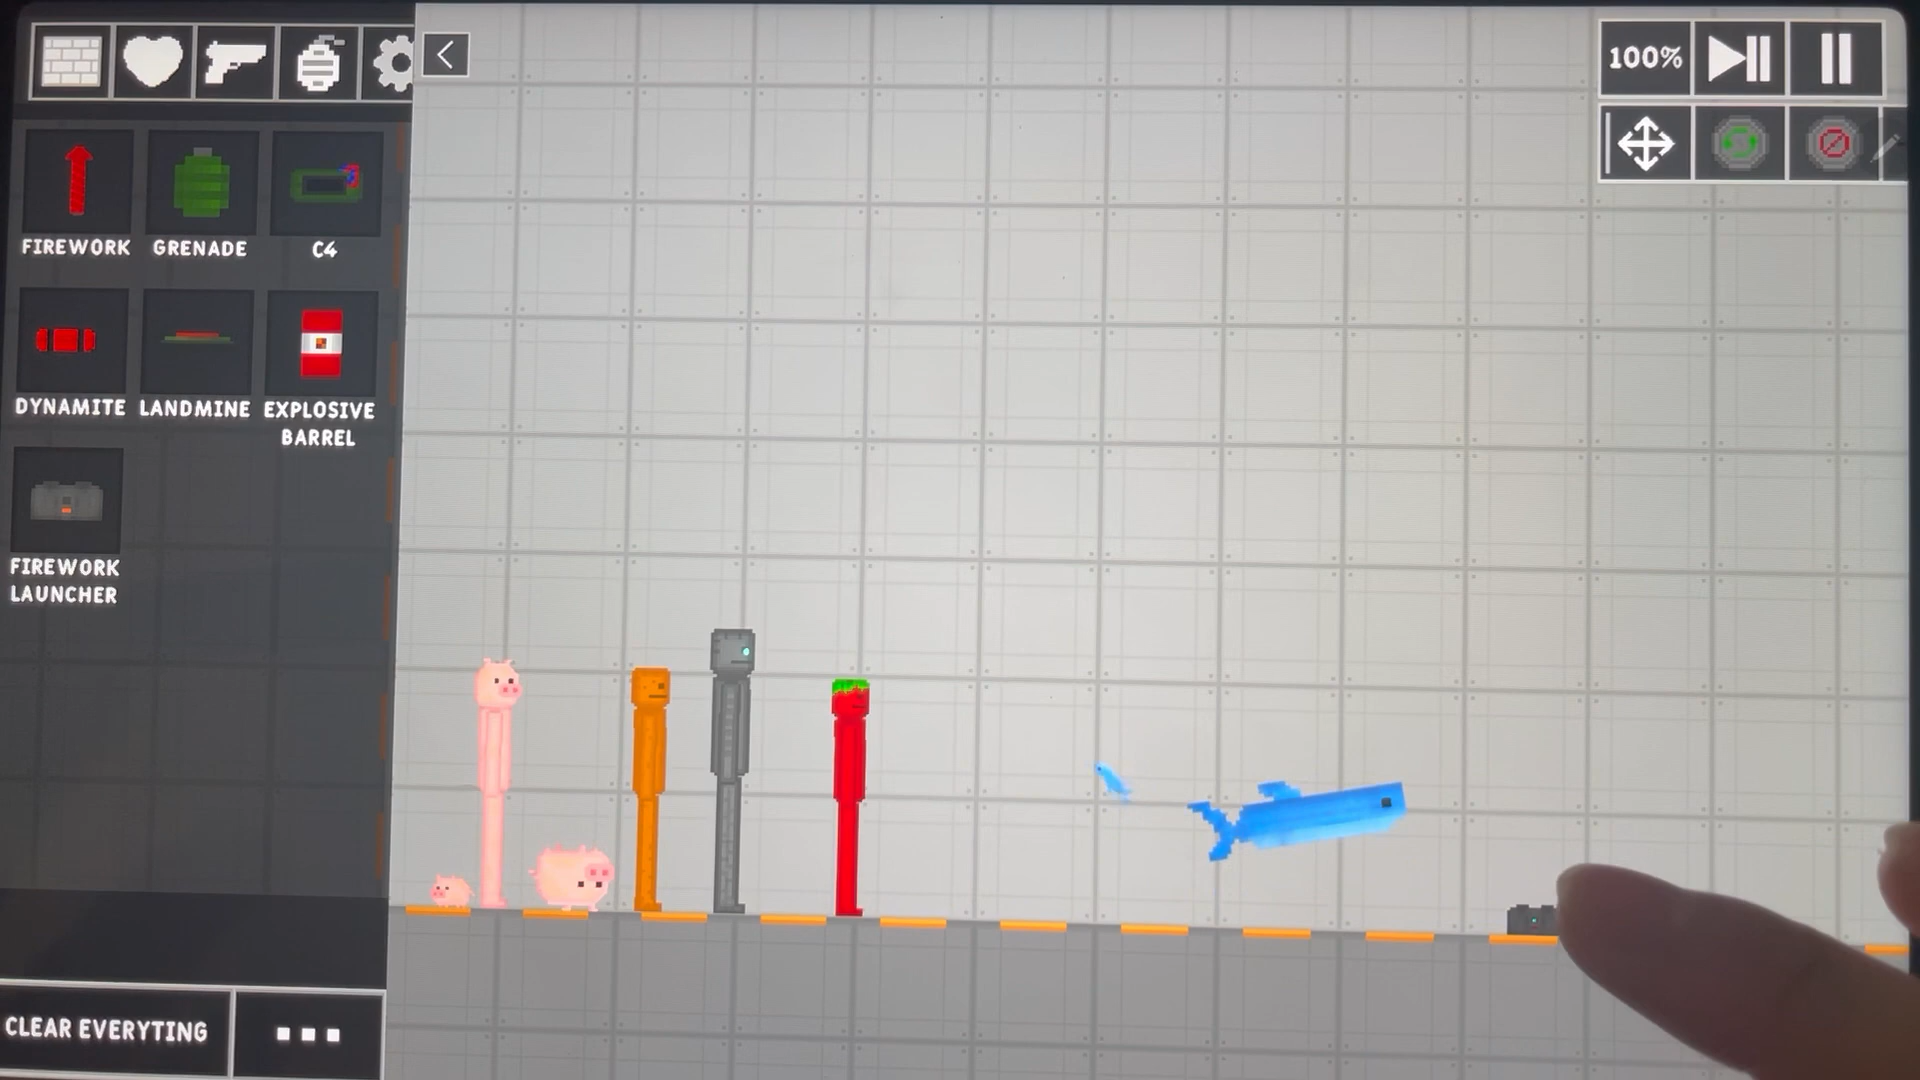 100%
FIREWORK GRENADE C4
DYNAMITE LANDMINE EXPLOSIVE
BARREL
FIREWORK
LAUNCHER
CLEAR EVERYTING